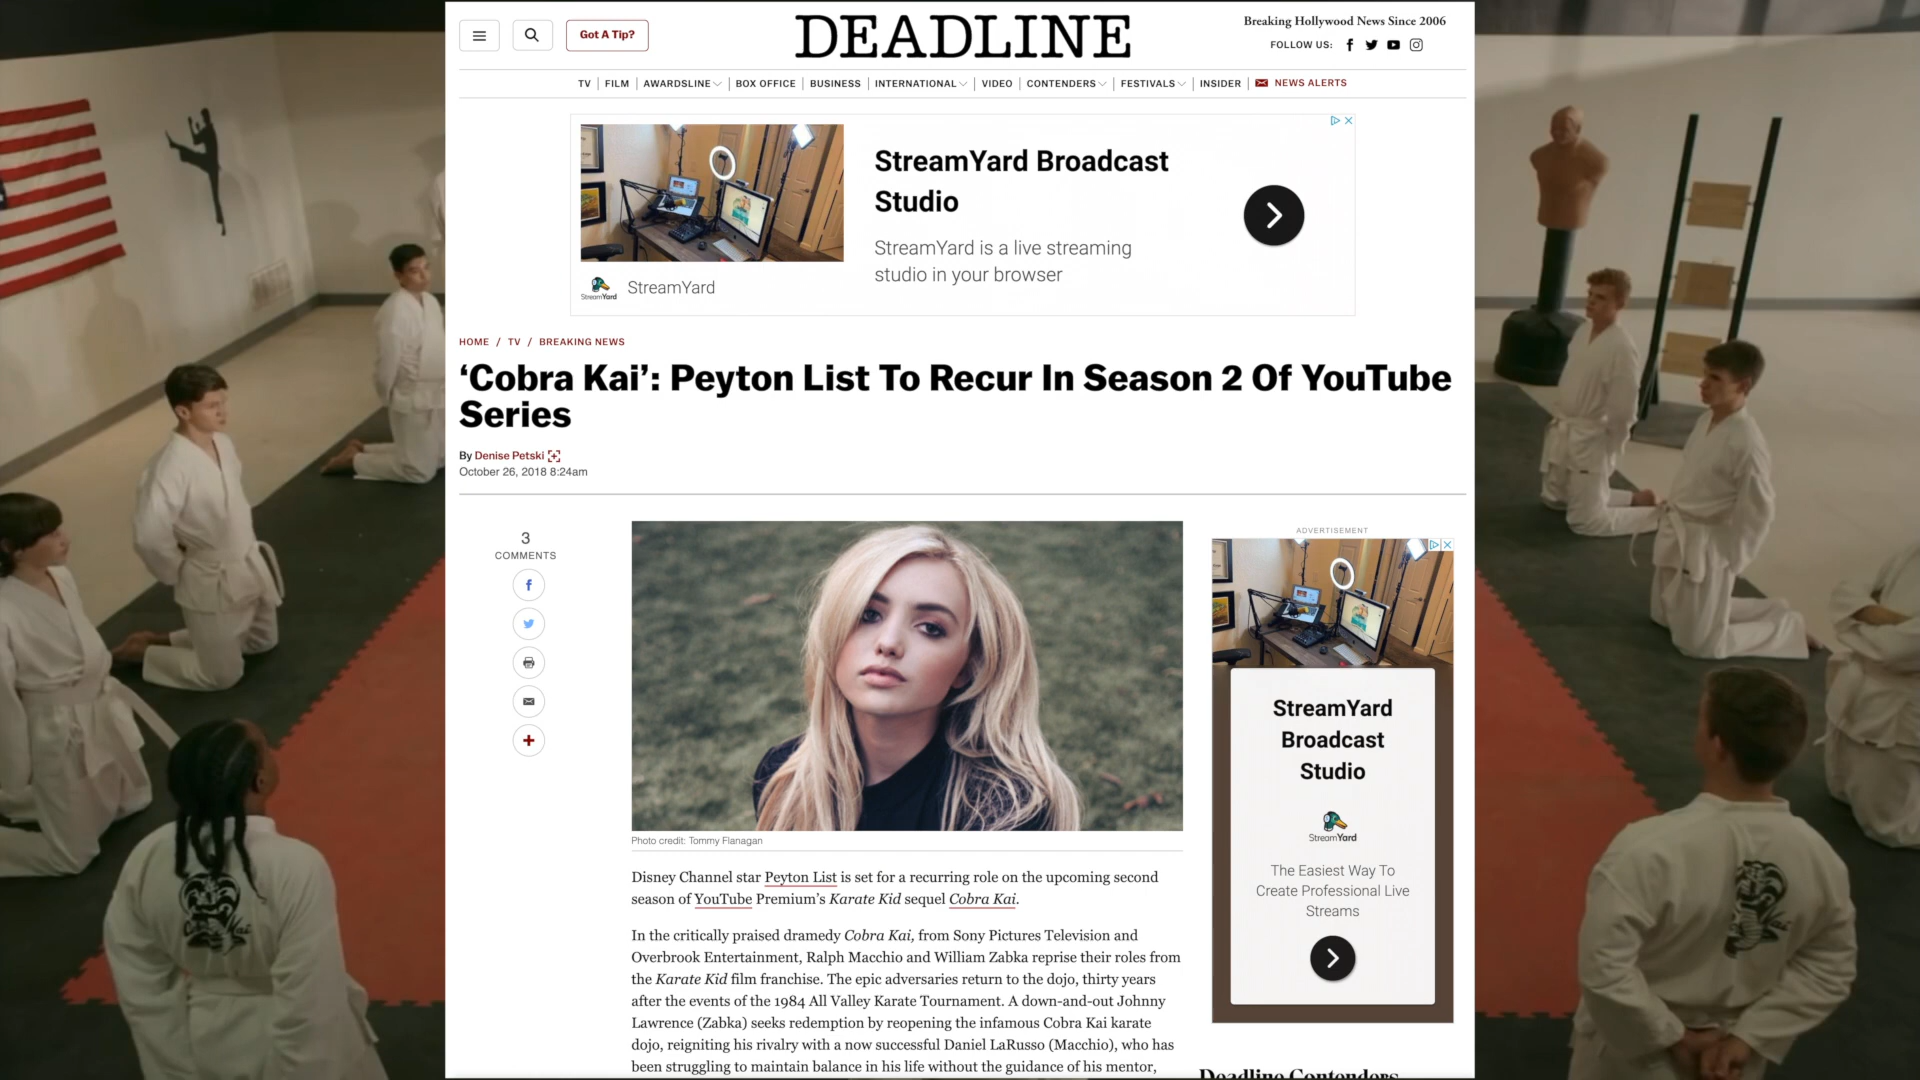 Got A Tip?
DEADLINE
Breaking Hollywood News Since 2006
FOLLOW US:
TV | FILM | AWARDSLINE | BOX OFFICE | BUSINESS | INTERNATIONAL | VIDEO | CONTENDERS | FESTIVALS | INSIDER | NEWS ALERTS
StreamYard Broadcast
Studio
StreamYard is a live streaming
studio in your browser
StreamYard
StreamYard
HOME / TV / BREAKING NEWS
‘Cobra Kai’: Peyton List To Recur In Season 2 Of YouTube
Series
By Denise Petski
October 26, 2018 8:24am
3
COMMENTS
Photo credit: Tommy Flanagan
Disney Channel star Peyton List is set for a recurring role on the upcoming second
season of YouTube Premium’s Karate Kid sequel Cobra Kai.
In the critically praised dramedy Cobra Kai, from Sony Pictures Television and
Overbrook Entertainment, Ralph Macchio and William Zabka reprise their roles from
the Karate Kid film franchise. The epic adversaries return to the dojo, thirty years
after the events of the 1984 All Valley Karate Tournament. A down-and-out Johnny
Lawrence (Zabka) seeks redemption by reopening the infamous Cobra Kai karate
dojo, reigniting his rivalry with a now successful Daniel LaRusso (Macchio), who has
been struggling to maintain balance in his life without the guidance of his mentor,
ADVERTISEMENT
StreamYard
Broadcast
Studio
StreamYard
The Easiest Way To
Create Professional Live
Streams
Deadline Contenders
Cobra Kai